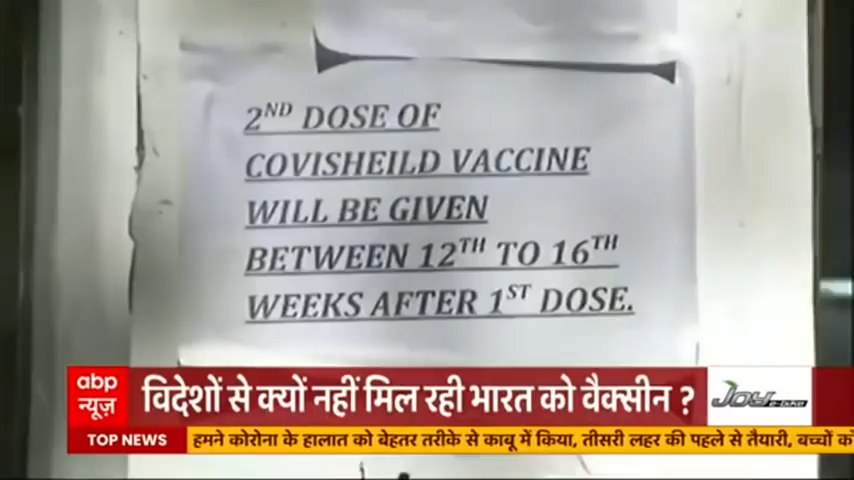 2ND DOSE OF
COVISHEILD VACCINE
WILL BE GIVEN
BETWEEN 12TH TO 16TH
WEEKS AFTER 1ST DOSE.
abp
न्यूज़
विदेशों से क्यों नहीं मिल रही भारत को वैक्सीन ?
Joy e-bike
TOP NEWS
हमने कोरोना के हालात को बेहतर तरीके से काबू में किया, तीसरी लहर की पहले से तैयारी, बच्चों को